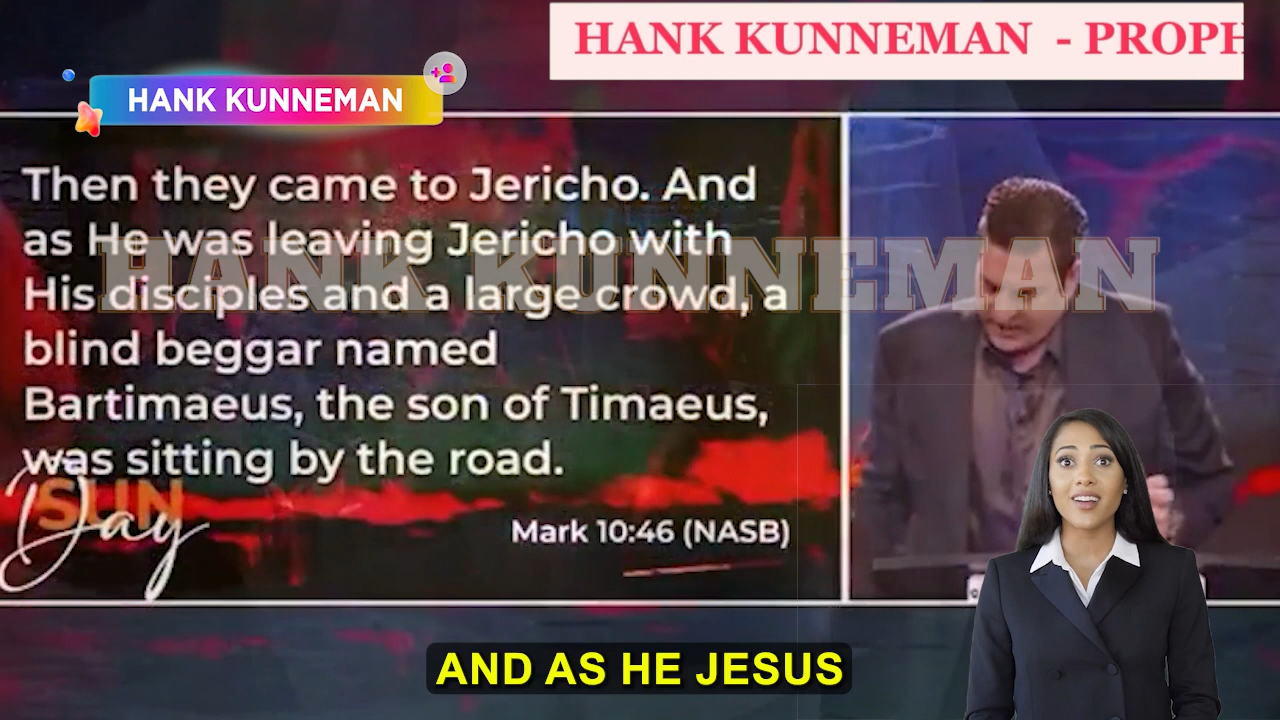 HANK KUNNEMAN - PROPH
HANK KUNNEMAN
Then they came to Jericho. And
as He was leaving Jericho with
His disciples and a large crowd, a
blind beggar named
Bartimaeus, the son of Timaeus,
was sitting by the road.
HANK KUNNEMAN
SUN
Day
Mark 10:46 (NASB)
AND AS HE JESUS